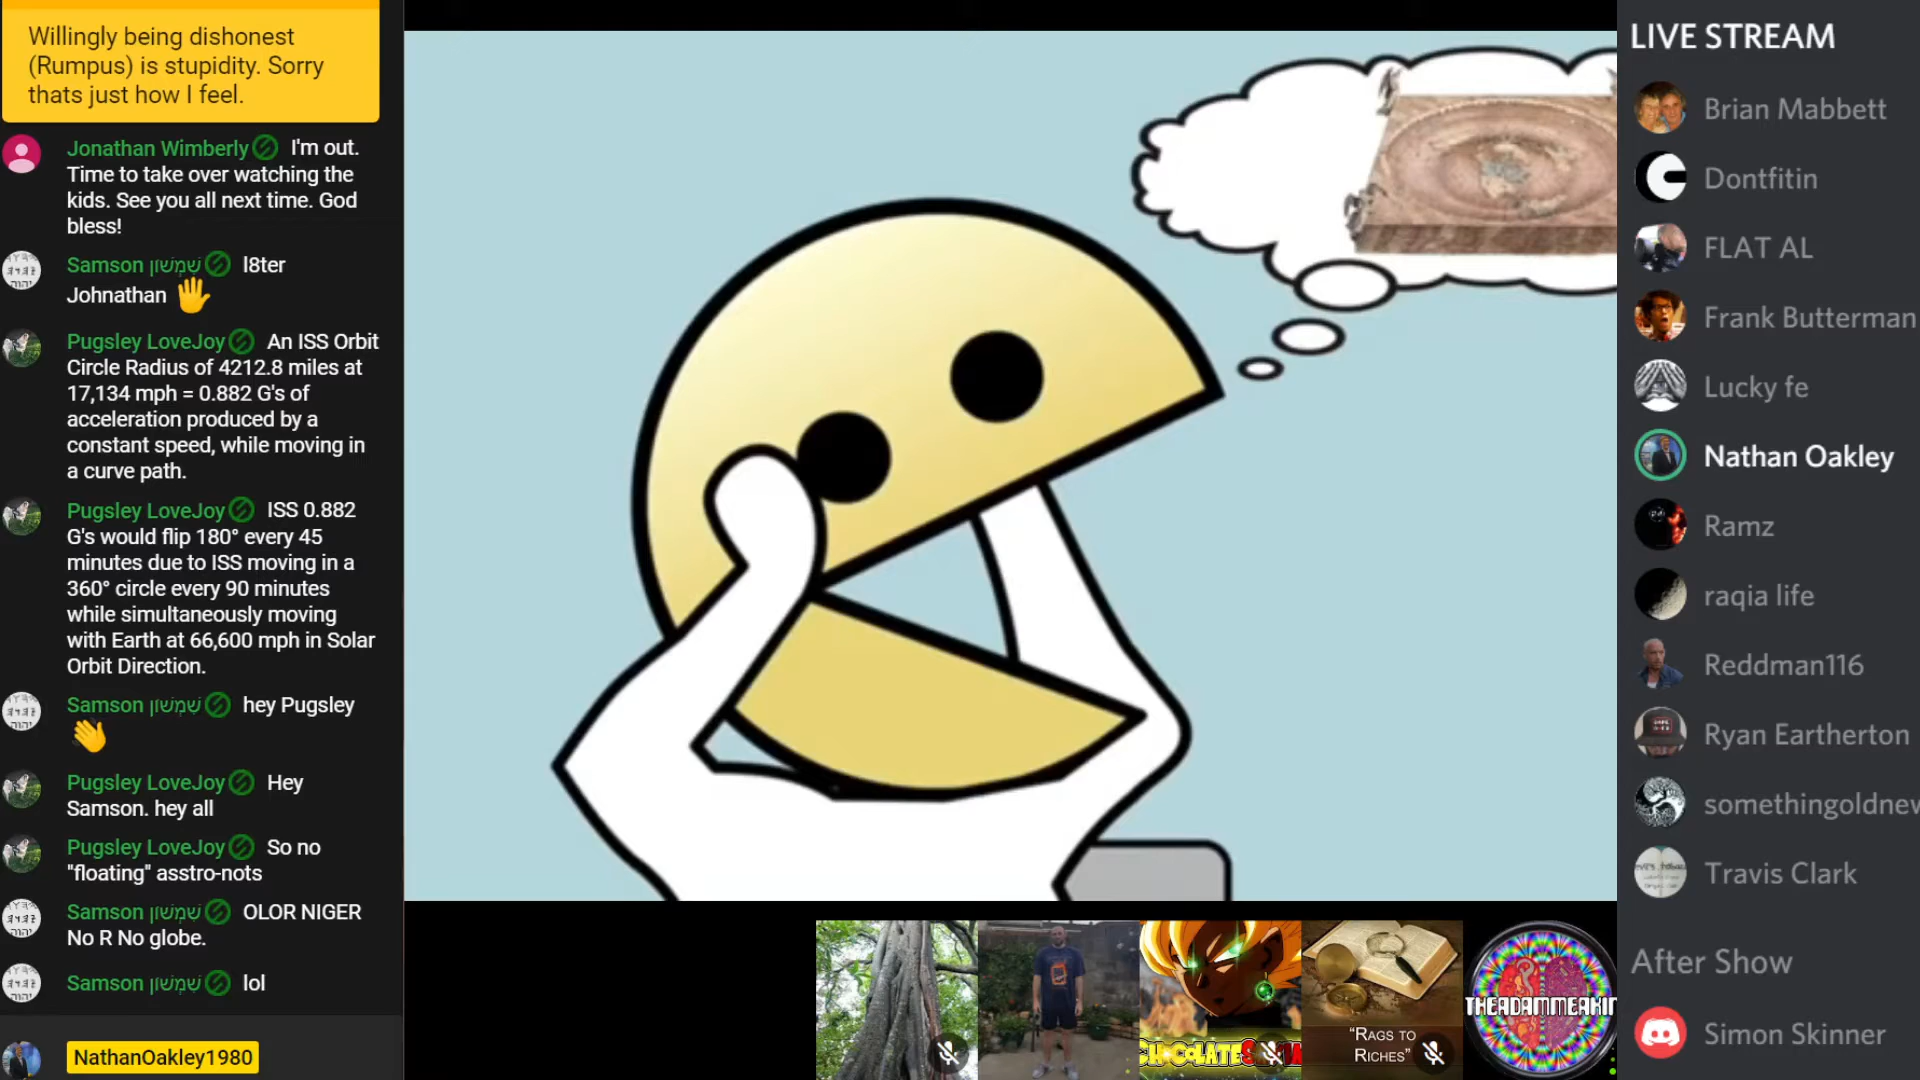 Willingly being dishonest
(Rumpus) is stupidity. Sorry
thats just how I feel.
Jonathan Wimberly I'm out.
Time to take over watching the
kids. See you all next time. God
bless!
Samson שִׁמְשׁוֹן l8ter
Johnathan
Pugsley LoveJoy An ISS Orbit
Circle Radius of 4212.8 miles at
17,134 mph = 0.882 G's of
acceleration produced by a
constant speed, while moving in
a curve path.
Pugsley LoveJoy ISS 0.882
G's would flip 180° every 45
minutes due to ISS moving in a
360° circle every 90 minutes
while simultaneously moving
with Earth at 66,600 mph in Solar
Orbit Direction.
Samson שִׁמְשׁוֹן hey Pugsley
Pugsley LoveJoy Hey
Samson. hey all
Pugsley LoveJoy So no
"floating" asstro-nots
Samson שִׁמְשׁוֹן OLOR NIGER
No R No globe.
Samson שִׁמְשׁוֹן lol
NathanOakley1980
"RAGS TO
RICHES"
THEADAMMEAKIN
LIVE STREAM
Brian Mabbett
Dontfitin
FLAT AL
Frank Butterman
Lucky fe
Nathan Oakley
Ramz
raqia life
Reddman116
Ryan Eartherton
somethingoldnew
Travis Clark
After Show
Simon Skinner